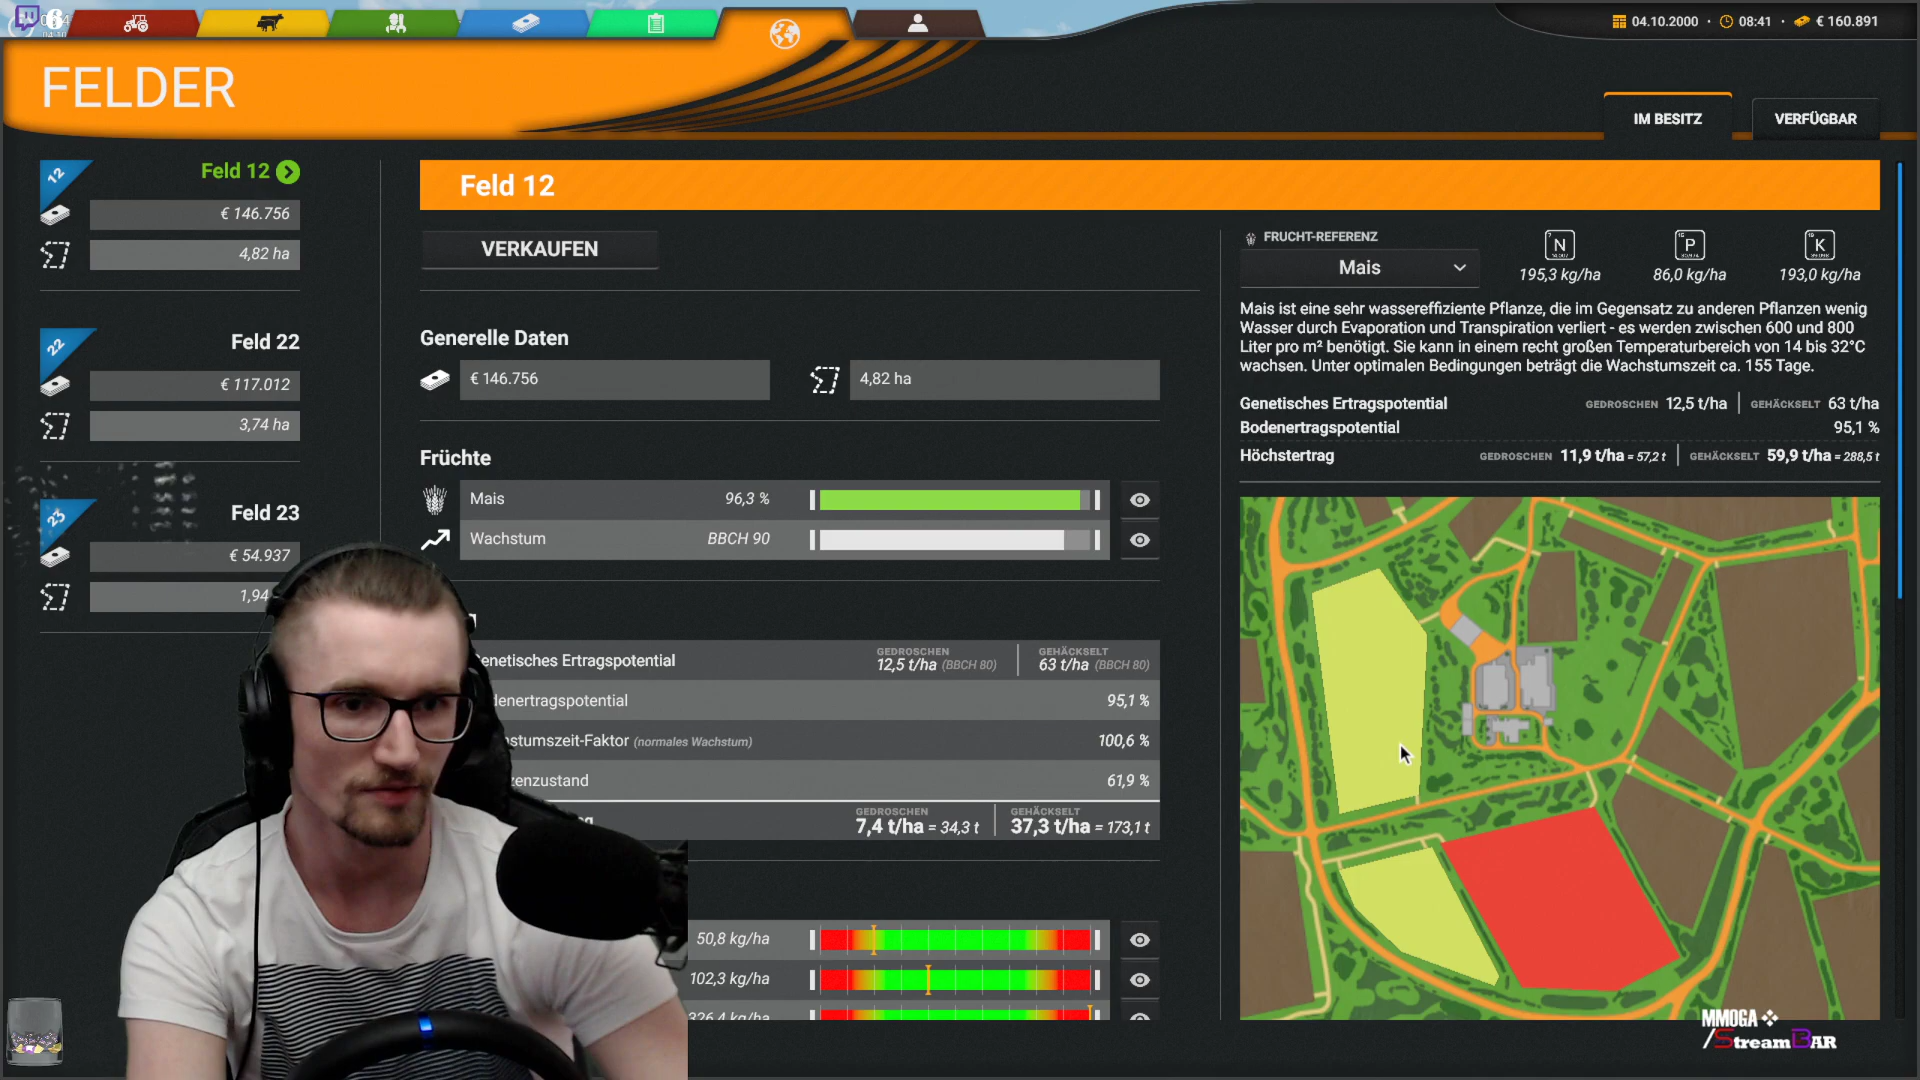 04.10.2000 · 08:41 · € 160.891
FELDER
IM BESITZ
VERFÜGBAR
12
Feld 12
€ 146.756
4,82 ha
22
Feld 22
€ 117.012
3,74 ha
23
Feld 23
€ 54.937
1,94
Feld 12
VERKAUFEN
Generelle Daten
€ 146.756
4,82 ha
Früchte
Mais 96,3 %
Wachstum BBCH 90
enetisches Ertragspotential
GEDROSCHEN
12,5 t/ha (BBCH 80)
GEHÄCKSELT
63 t/ha (BBCH 80)
denertragspotential 95,1 %
stumszeit-Faktor (normales Wachstum) 100,6 %
zenzustand 61,9 %
GEDROSCHEN
7,4 t/ha = 34,3 t
GEHÄCKSELT
37,3 t/ha = 173,1 t
50,8 kg/ha
102,3 kg/ha
326,4 kg/ha
FRUCHT-REFERENZ
Mais
N
195,3 kg/ha
P
86,0 kg/ha
K
193,0 kg/ha
Mais ist eine sehr wassereffiziente Pflanze, die im Gegensatz zu anderen Pflanzen wenig
Wasser durch Evaporation und Transpiration verliert - es werden zwischen 600 und 800
Liter pro m² benötigt. Sie kann in einem recht großen Temperaturbereich von 14 bis 32°C
wachsen. Unter optimalen Bedingungen beträgt die Wachstumszeit ca. 155 Tage.
Genetisches Ertragspotential GEDROSCHEN 12,5 t/ha GEHÄCKSELT 63 t/ha
Bodenertragspotential 95,1 %
Höchstertrag GEDROSCHEN 11,9 t/ha = 57,2 t GEHÄCKSELT 59,9 t/ha = 288,5 t
MMOGA
/StreamBAR